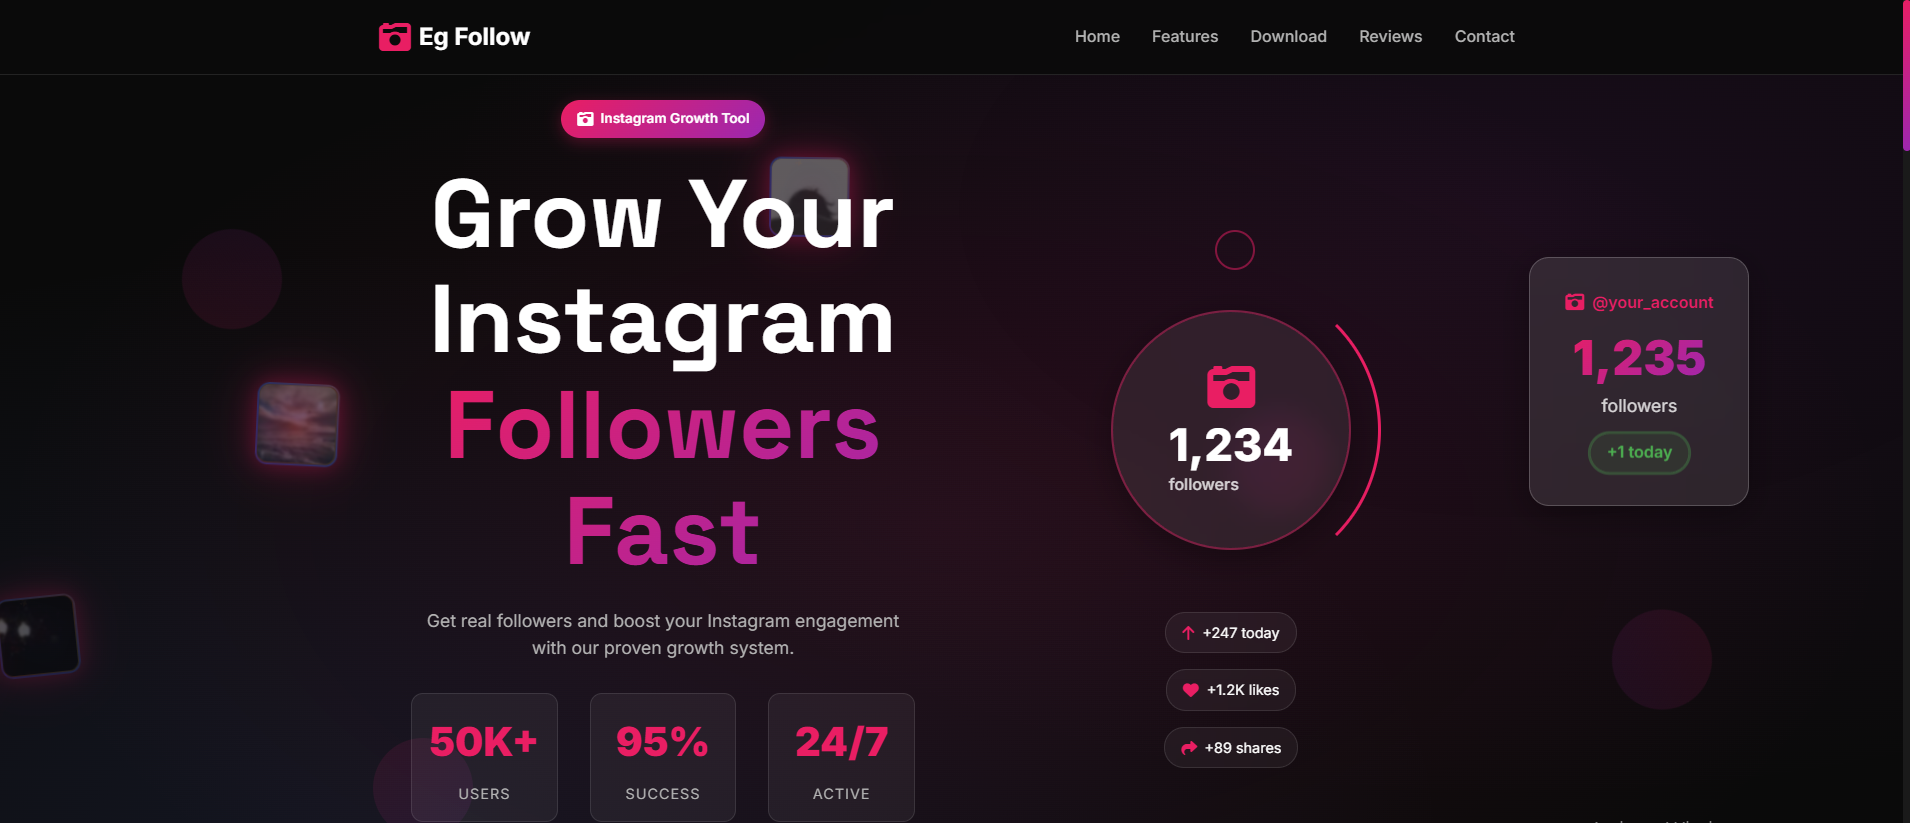 Eg Follow
Home
Features
Download
Reviews
Contact
Instagram Growth Tool
Grow Your
Instagram
Followers
Fast
Get real followers and boost your Instagram engagement
with our proven growth system.
50K+
USERS
95%
SUCCESS
24/7
ACTIVE
1,234
followers
+247 today
+1.2K likes
+89 shares
@your_account
1,235
followers
+1 today